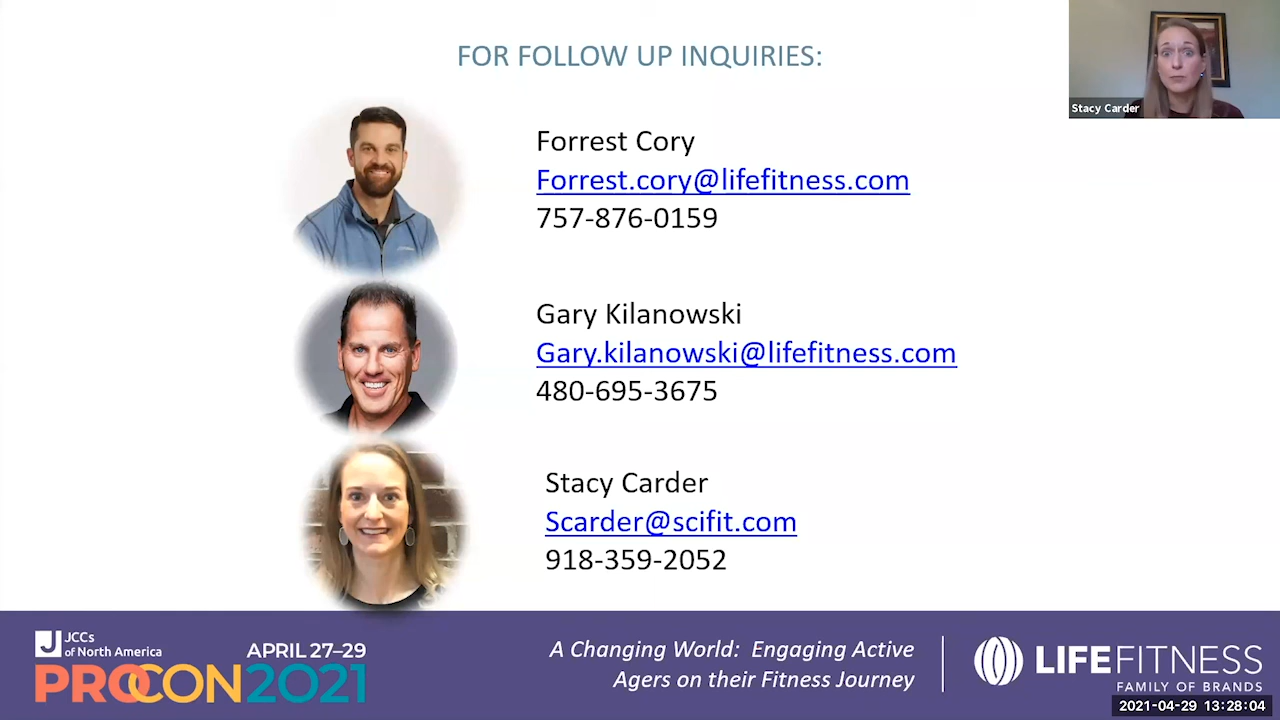 FOR FOLLOW UP INQUIRIES:
Stacy Carder
Forrest Cory
Forrest.cory@lifefitness.com
757-876-0159
Gary Kilanowski
Gary.kilanowski@lifefitness.com
480-695-3675
Stacy Carder
Scarder@scifit.com
918-359-2052
J JCCs
of North America
APRIL 27–29
PROCON 2021
A Changing World: Engaging Active
Agers on their Fitness Journey
LIFEFITNESS
FAMILY OF BRANDS
2021-04-29 13:28:04